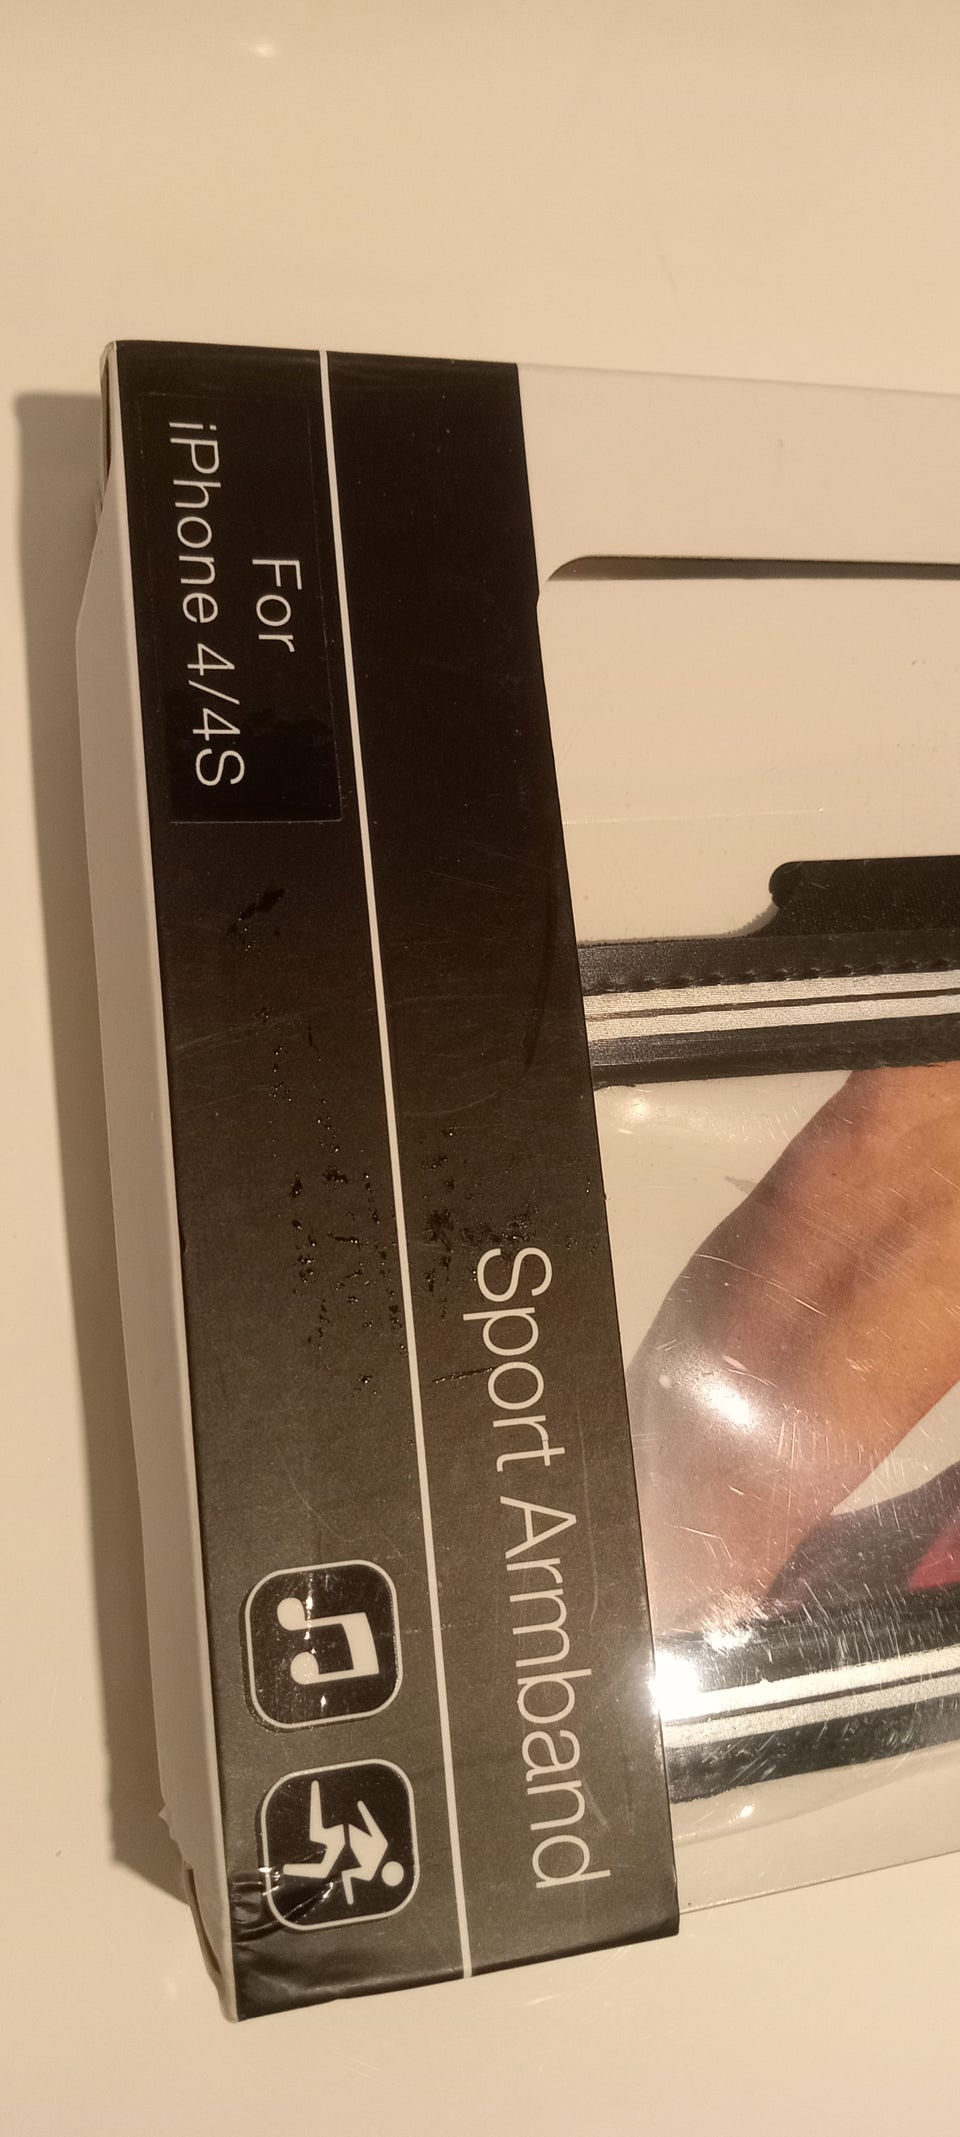 Sport Armband
For
iPhone 4/4S